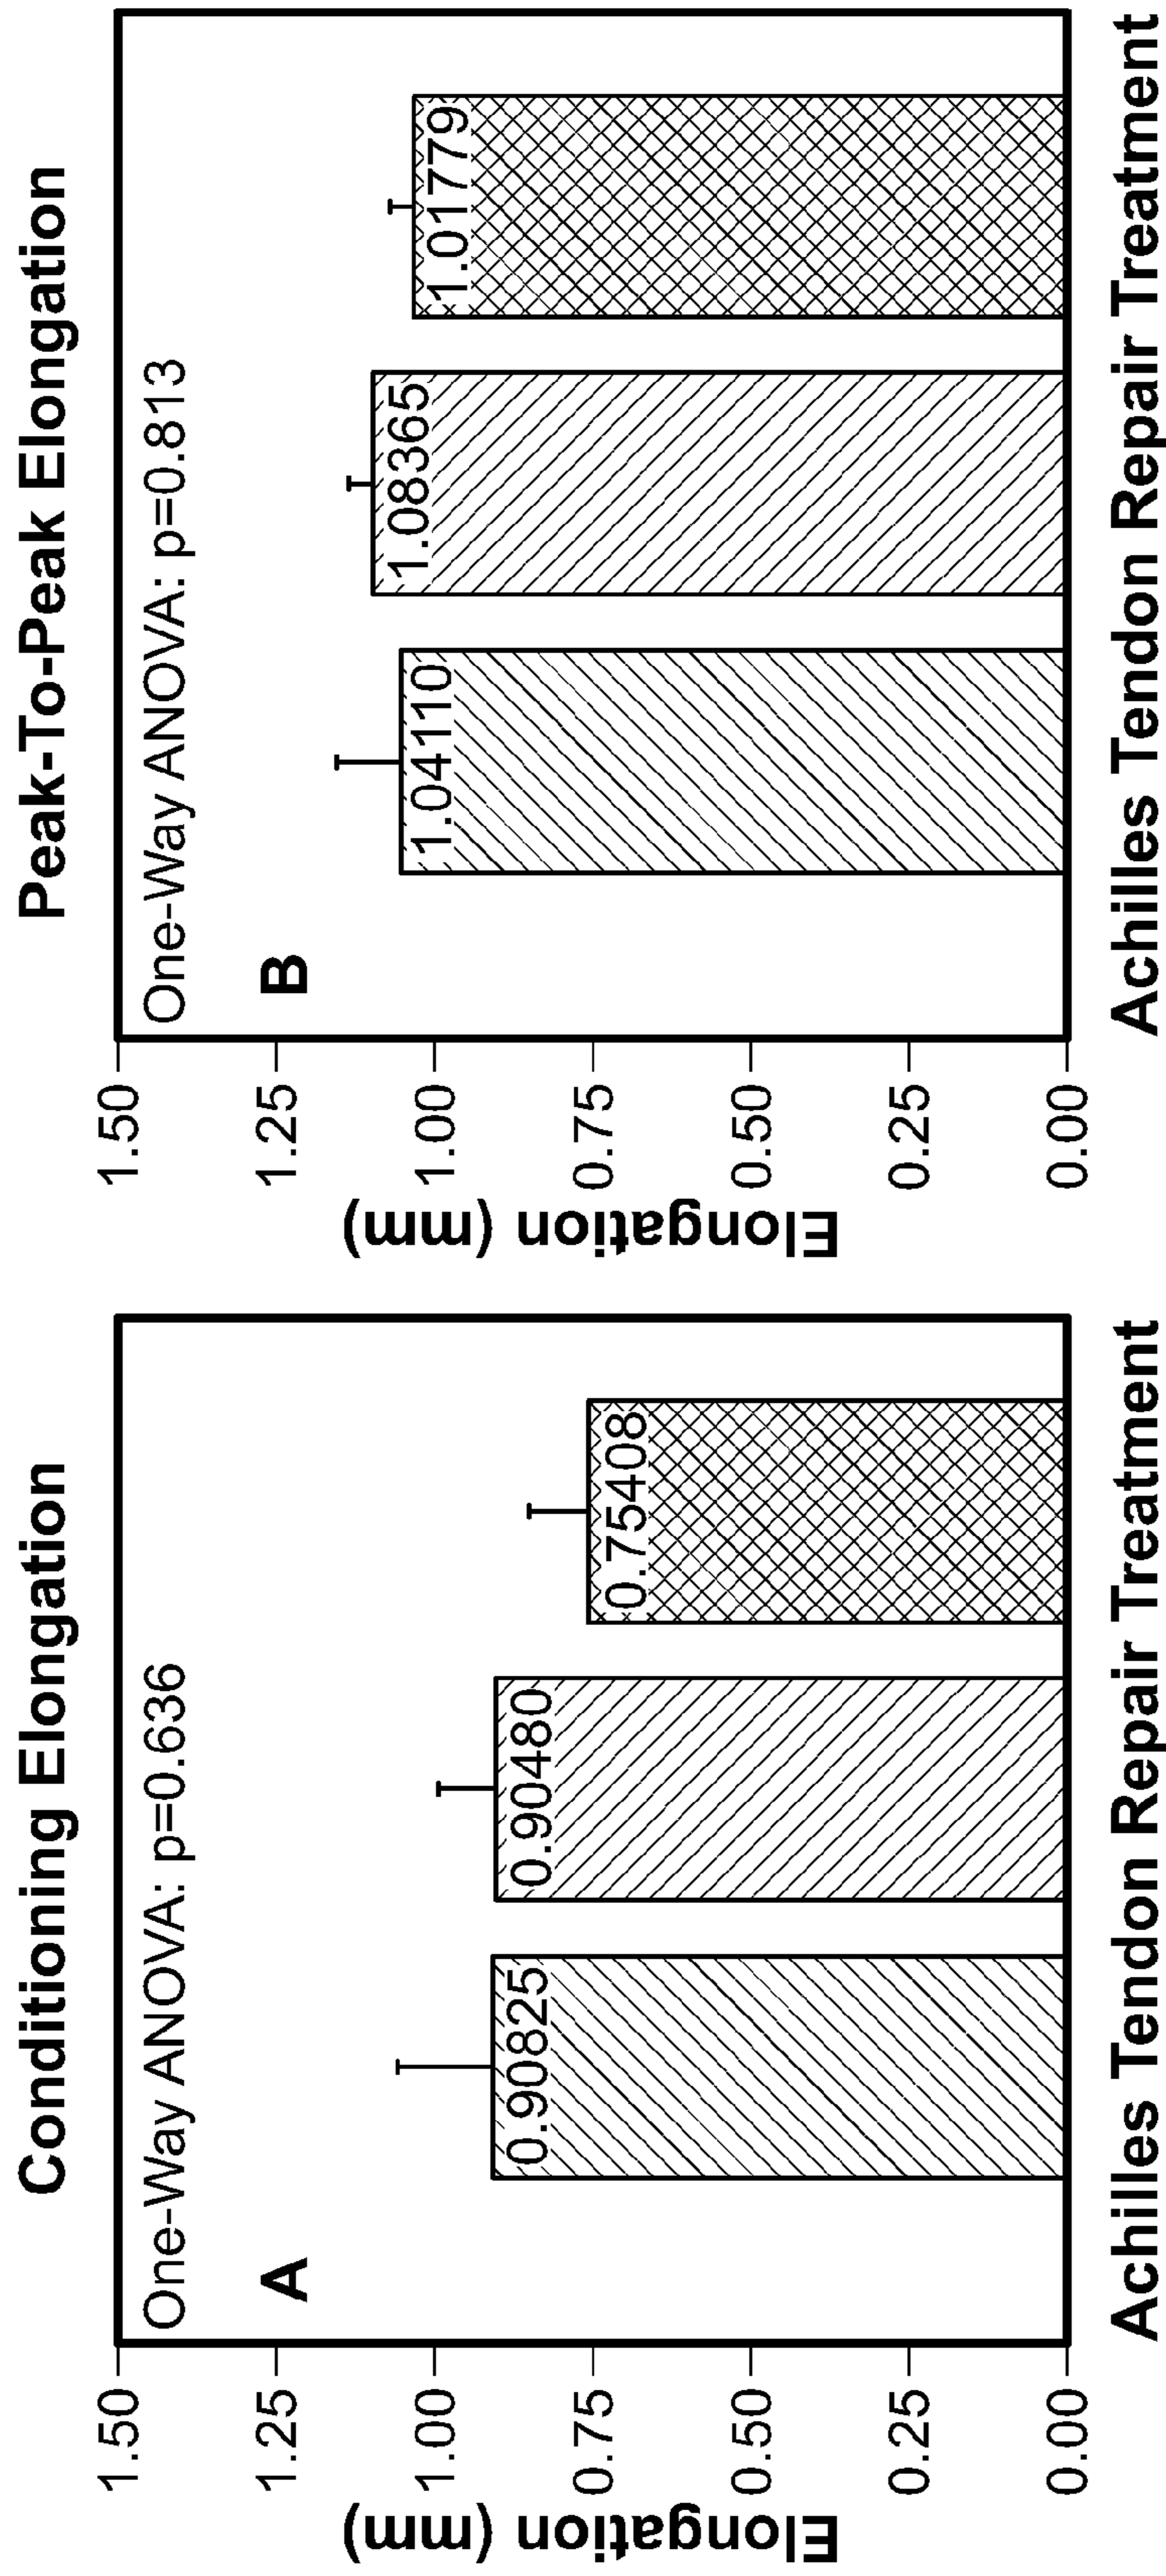 Conditioning Elongation
One-Way ANOVA: p=0.636
A
1.50
1.25
1.00
0.75
0.50
0.25
0.00
Elongation (mm)
0.90825
0.90480
0.75408
Achilles Tendon Repair Treatment
Peak-To-Peak Elongation
One-Way ANOVA: p=0.813
B
1.50
1.25
1.00
0.75
0.50
0.25
0.00
Elongation (mm)
1.04110
1.08365
1.01779
Achilles Tendon Repair Treatment